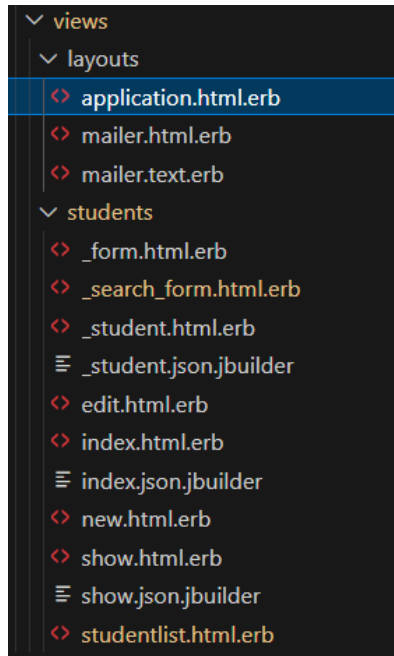 views
layouts
application.html.erb
mailer.html.erb
mailer.text.erb
students
_form.html.erb
_search_form.html.erb
_student.html.erb
_student.json.jbuilder
edit.html.erb
index.html.erb
index.json.jbuilder
new.html.erb
show.html.erb
show.json.jbuilder
studentlist.html.erb